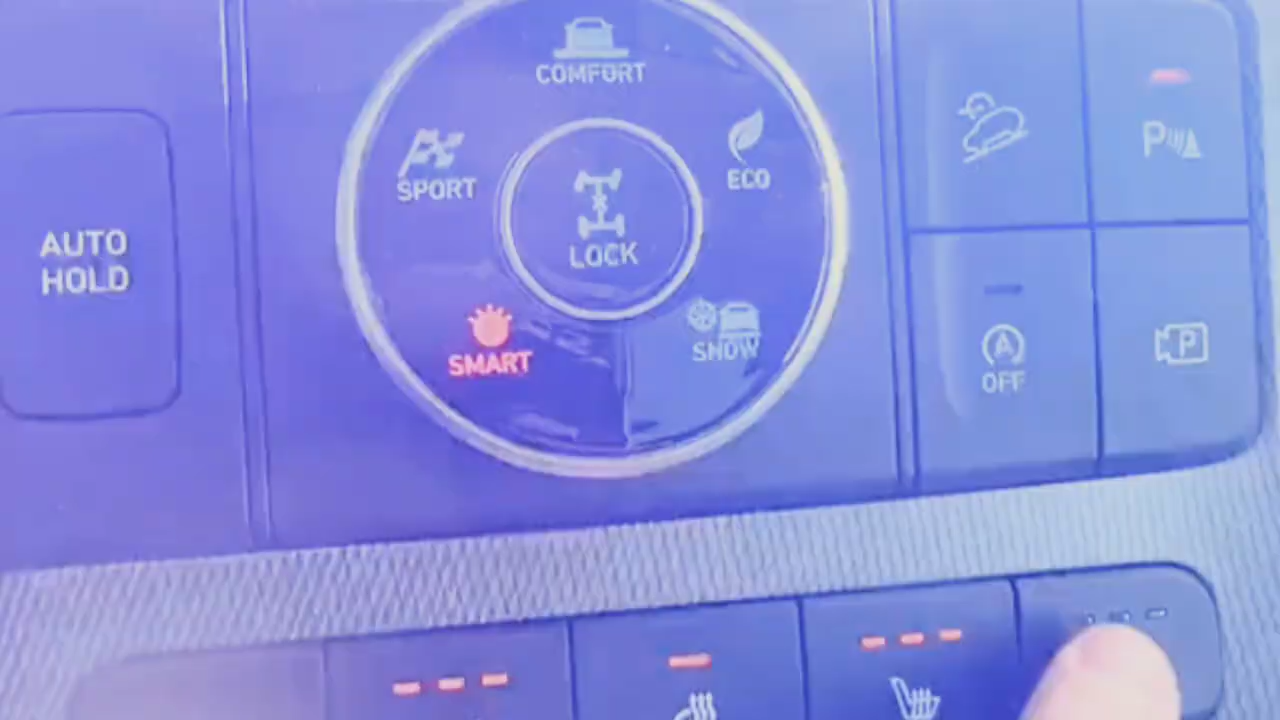 COMFORT
SPORT
ECO
AUTO
HOLD
LOCK
SMART
SNOW
P
A
OFF
P